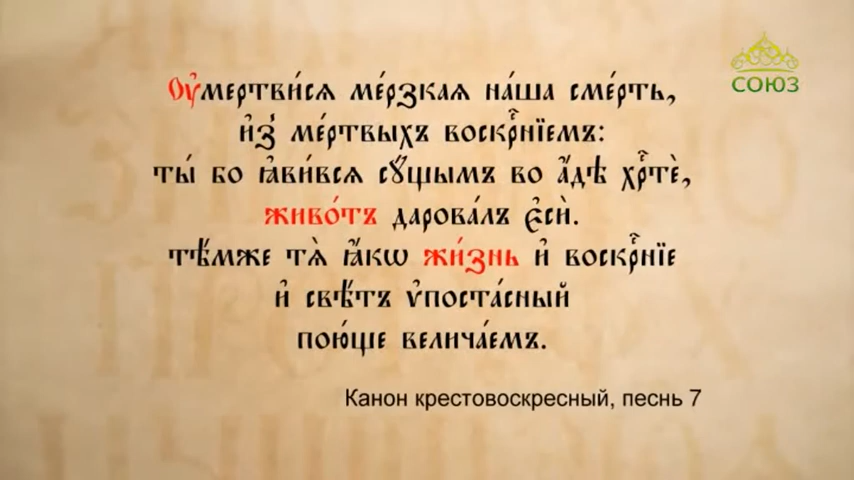 СОЮЗ
Оу҆мертви́сѧ ме́рзкаѧ на́ша сме́рть,
и҆з̾ ме́ртвыхъ воскрⷭ҇нїемъ:
ты́ бо ꙗ҆ви́всѧ сꙋ́щымъ во а҆́дѣ хрⷭ҇тѐ,
живо́тъ дарова́лъ є҆сѝ.
тѣ́мже тѧ̀ ꙗ҆́кѡ жи́знь и҆ воскрⷭ҇нїе
и҆ свѣ́тъ ѵ҆поста́сный
пою́ще велича́емъ.
Канон крестовоскресный, песнь 7